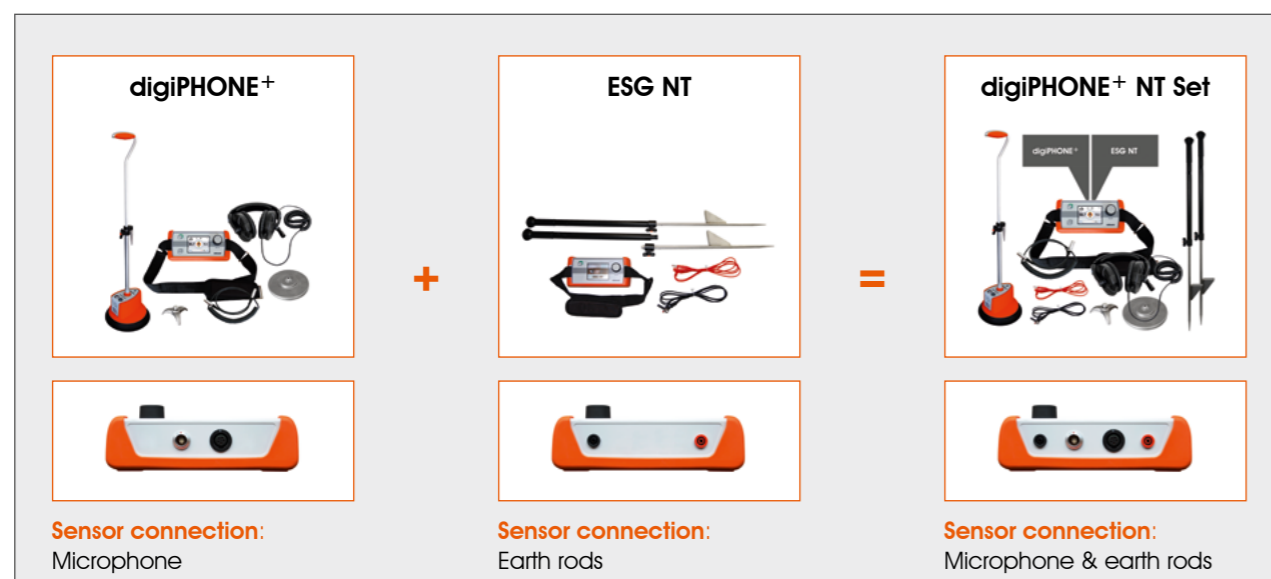 digiPHONE+
ESG NT
digiPHONE+ NT Set
digiPHONE+
ESG NT
+
=
Sensor connection:
Microphone
Sensor connection:
Earth rods
Sensor connection:
Microphone & earth rods